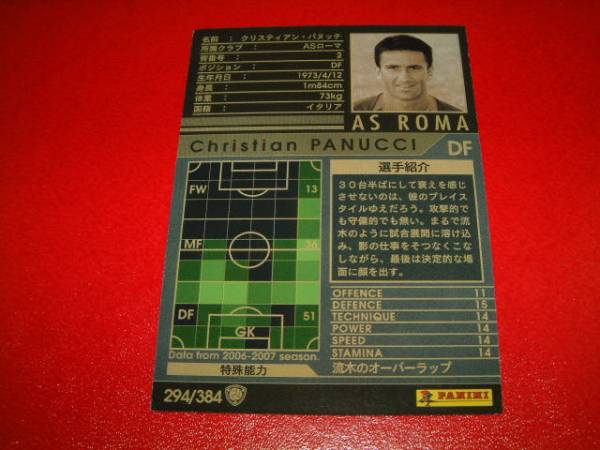 名前 : クリスティアン・パヌッチ
所属クラブ : ASローマ
背番号 : 2
ポジション : DF
生年月日 : 1973/4/12
身長 : 1m84cm
体重 : 73kg
国籍 : イタリア
AS ROMA
Christian PANUCCI DF
FW 13
MF 36
DF 51
GK
Data from 2006-2007 season.
特殊能力
294/384
選手紹介
30台半ばにして衰えを感じ
させないのは、彼のプレイス
タイルゆえだろう。攻撃的で
も守備的でも無い。まるで流
木のように試合展開に溶け込
み、影の仕事をそつなくこな
しながら、最後は決定的な場
面に顔を出す。
OFFENCE 11
DEFENCE 15
TECHNIQUE 14
POWER 14
SPEED 14
STAMINA 14
流木のオーバーラップ
PANINI